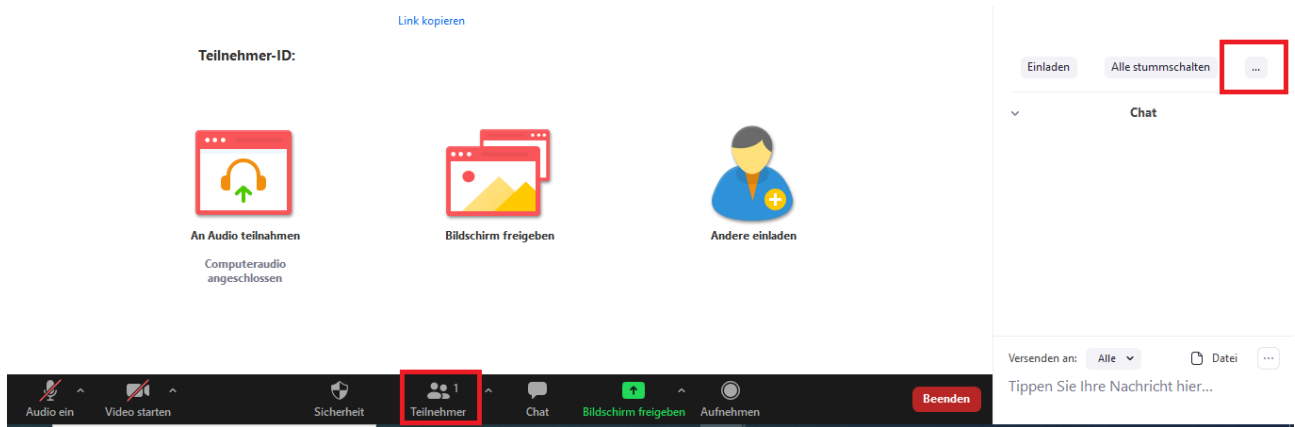 Link kopieren
Teilnehmer-ID:
Einladen Alle stummschalten ...
Chat
An Audio teilnahmen Bildschirm freigeben Andere einladen
Computeraudio
angeschlossen
Versenden an: Alle Datei ...
Tippen Sie Ihre Nachricht hier...
1
Audio ein Video starten Sicherheit Teilnehmer Chat Bildschirm freigeben Aufnehmen Beenden